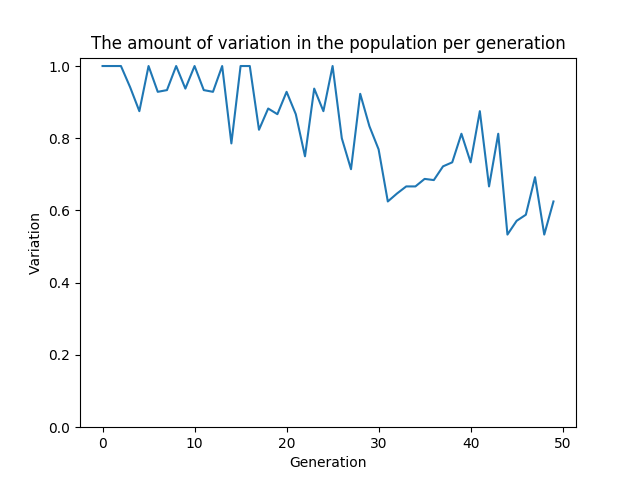 The amount of variation in the population per generation
1.0
0.8
0.6
0.4
0.2
0.0
Variation
0 10 20 30 40 50
Generation